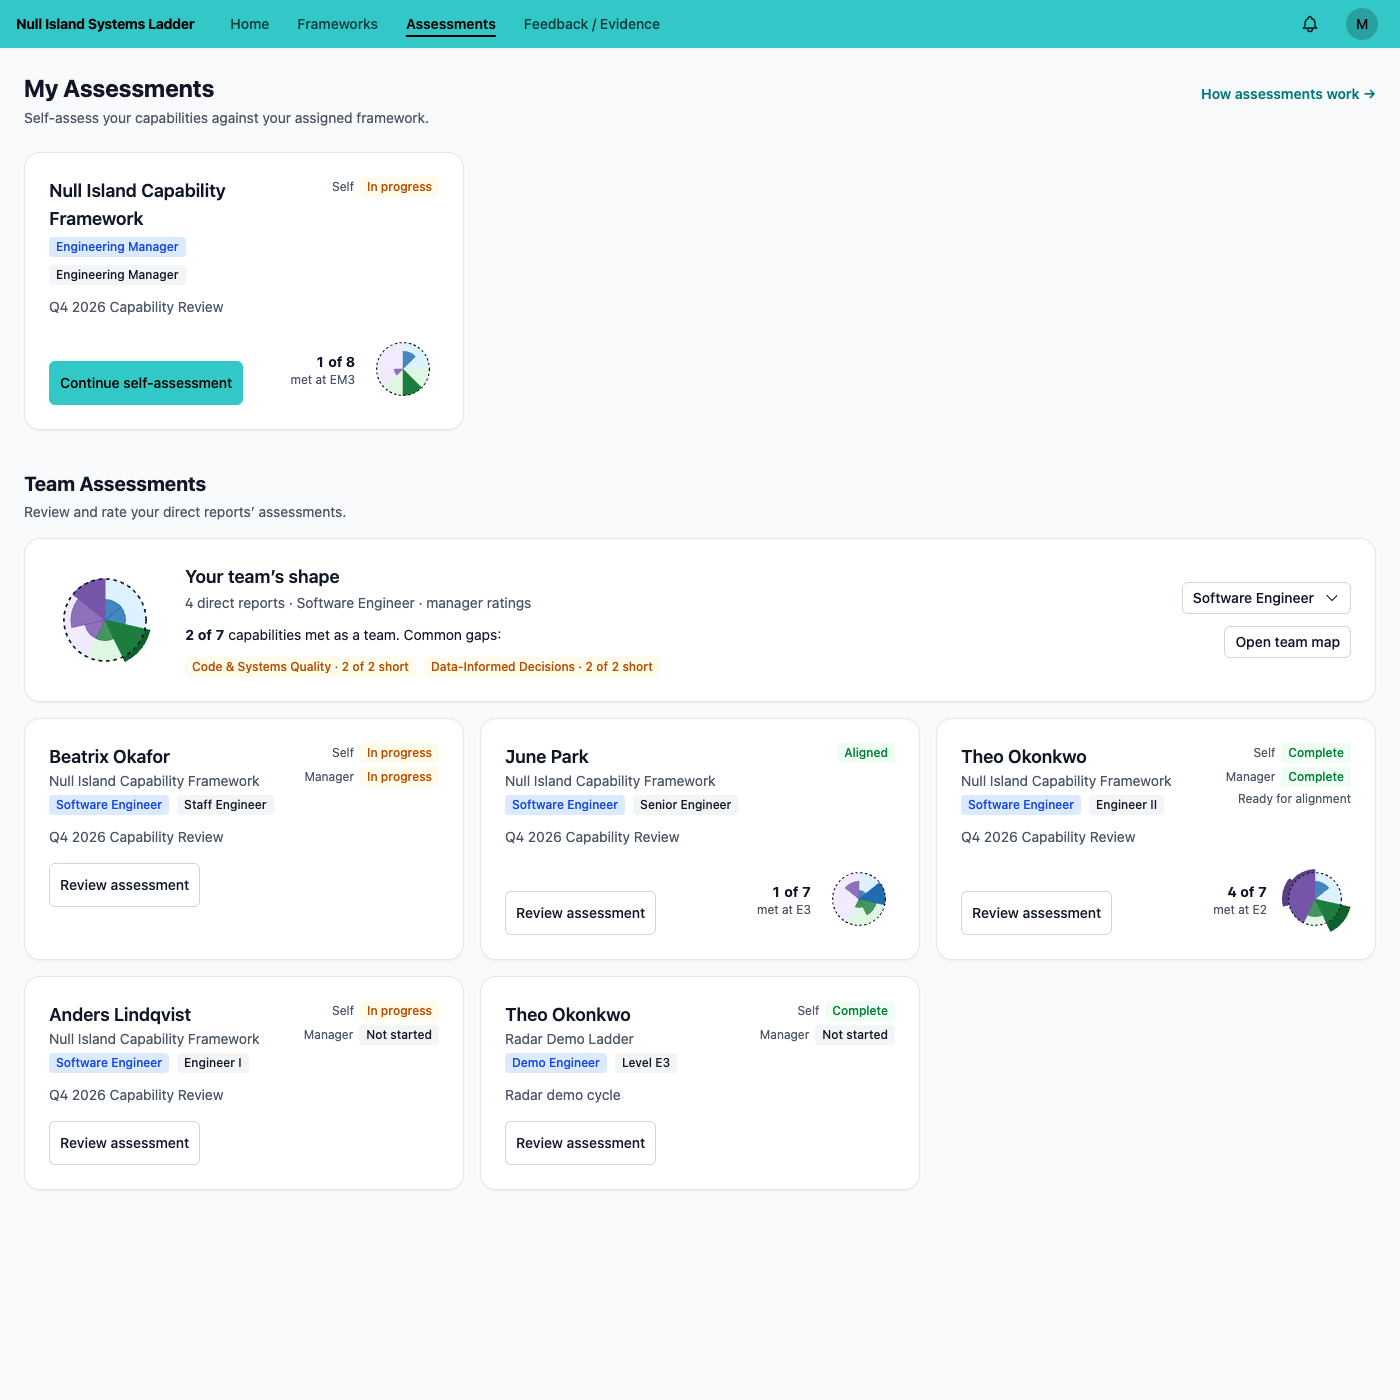 Null Island Systems Ladder
Home
Frameworks
Assessments
Feedback / Evidence
M
My Assessments
How assessments work →
Self-assess your capabilities against your assigned framework.
Null Island Capability
Framework
Self In progress
Engineering Manager
Engineering Manager
Q4 2026 Capability Review
Continue self-assessment
1 of 8
met at EM3
Team Assessments
Review and rate your direct reports’ assessments.
Your team’s shape
4 direct reports · Software Engineer · manager ratings
2 of 7 capabilities met as a team. Common gaps:
Code & Systems Quality · 2 of 2 short
Data-Informed Decisions · 2 of 2 short
Software Engineer
Open team map
Beatrix Okafor
Self In progress
Manager In progress
Null Island Capability Framework
Software Engineer
Staff Engineer
Q4 2026 Capability Review
Review assessment
June Park
Aligned
Null Island Capability Framework
Software Engineer
Senior Engineer
Q4 2026 Capability Review
Review assessment
1 of 7
met at E3
Theo Okonkwo
Self Complete
Manager Complete
Ready for alignment
Null Island Capability Framework
Software Engineer
Engineer II
Q4 2026 Capability Review
Review assessment
4 of 7
met at E2
Anders Lindqvist
Self In progress
Manager Not started
Null Island Capability Framework
Software Engineer
Engineer I
Q4 2026 Capability Review
Review assessment
Theo Okonkwo
Self Complete
Manager Not started
Radar Demo Ladder
Demo Engineer
Level E3
Radar demo cycle
Review assessment